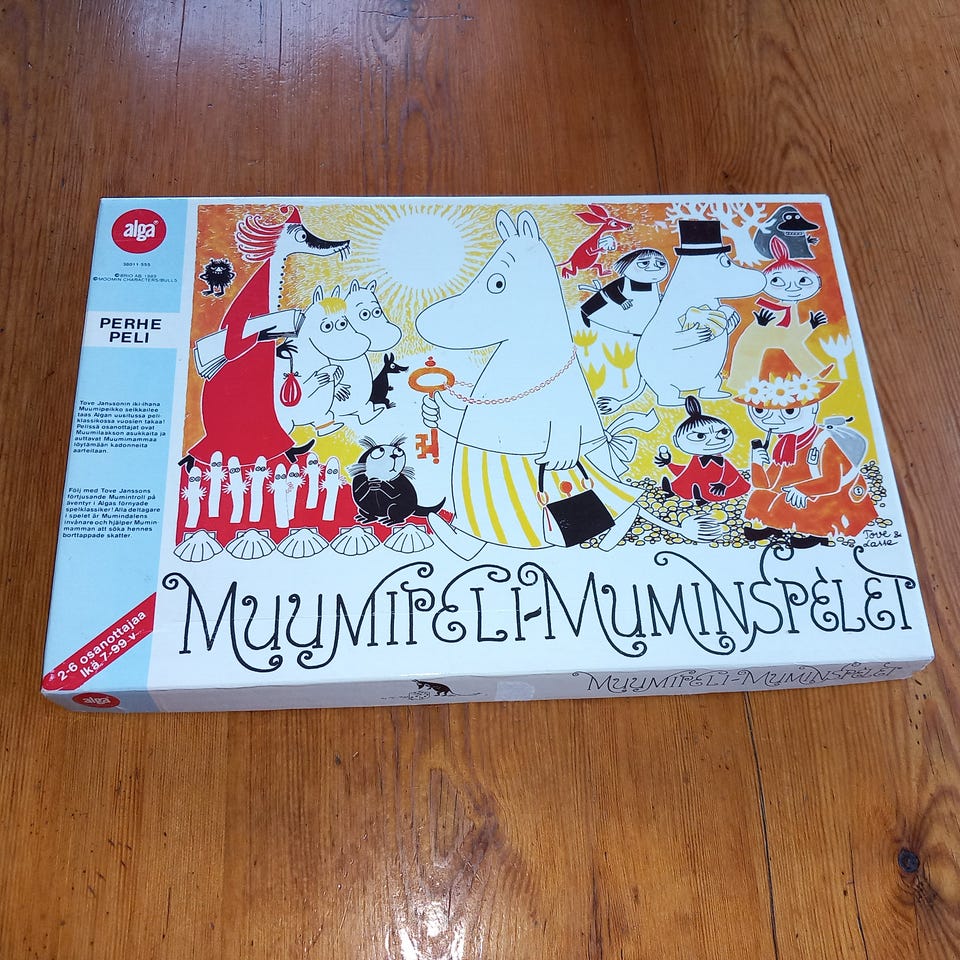 alga®
38011-555
©BRIO AB, 1989
©MOOMIN CHARACTERS/BULLS
PERHE
PELI
Tove Janssonin iki-ihana
Muumipeikko seikkailee
taas Algan uusitussa peli-
klassikossa vuosien takaa!
Pelissä osanottajat ovat
Muumilaakson asukkaita ja
auttavat Muumimammaa
löytämään kadonneita
aarteitaan.
Följ med Tove Janssons
förtjusande Mumintroll på
äventyr i Algas förnyade
spelklassiker! Alla deltagare
i spelet är Mumindalens
invånare och hjälper Mumin-
mamman att söka hennes
borttappade skatter.
2-6 osanottajaa
Ikä 7-99 v.
Tove &
Lasse
MUUMIPELI-MUMINSPELET
alga
MUUMIPELI-MUMINSPELET